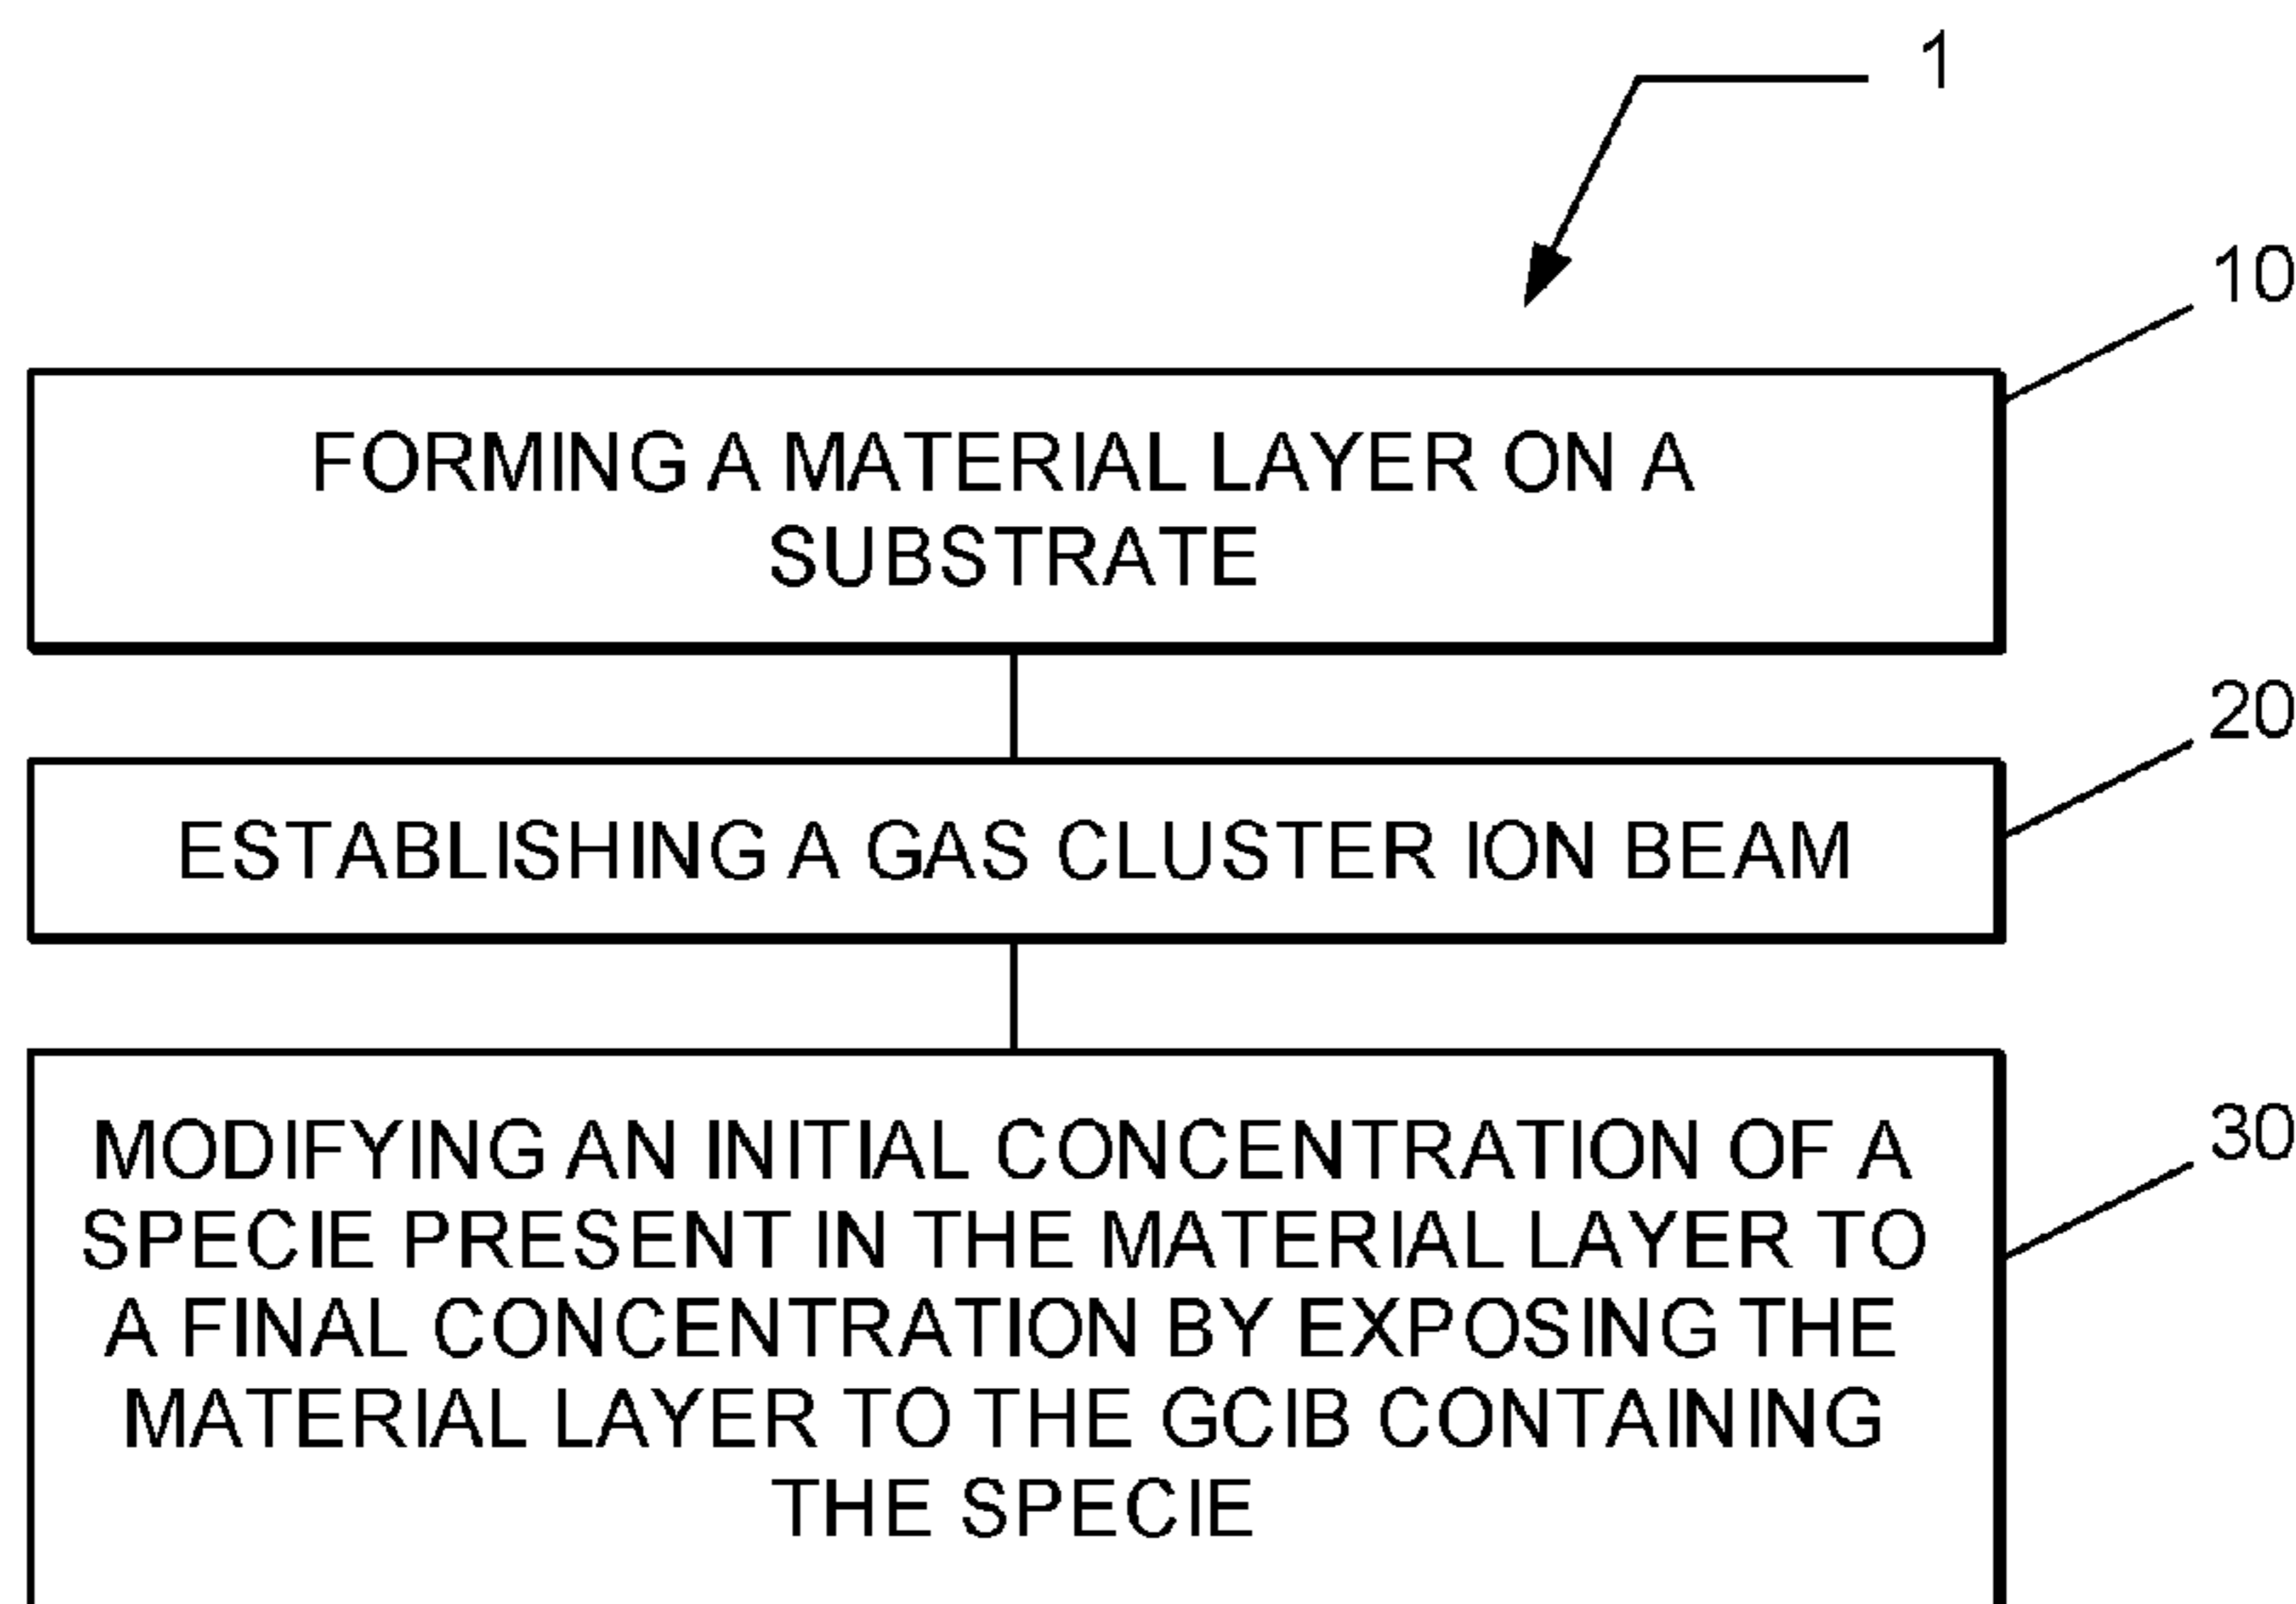 1
10
FORMING A MATERIAL LAYER ON A
SUBSTRATE
20
ESTABLISHING A GAS CLUSTER ION BEAM
30
MODIFYING AN INITIAL CONCENTRATION OF A
SPECIE PRESENT IN THE MATERIAL LAYER TO
A FINAL CONCENTRATION BY EXPOSING THE
MATERIAL LAYER TO THE GCIB CONTAINING
THE SPECIE